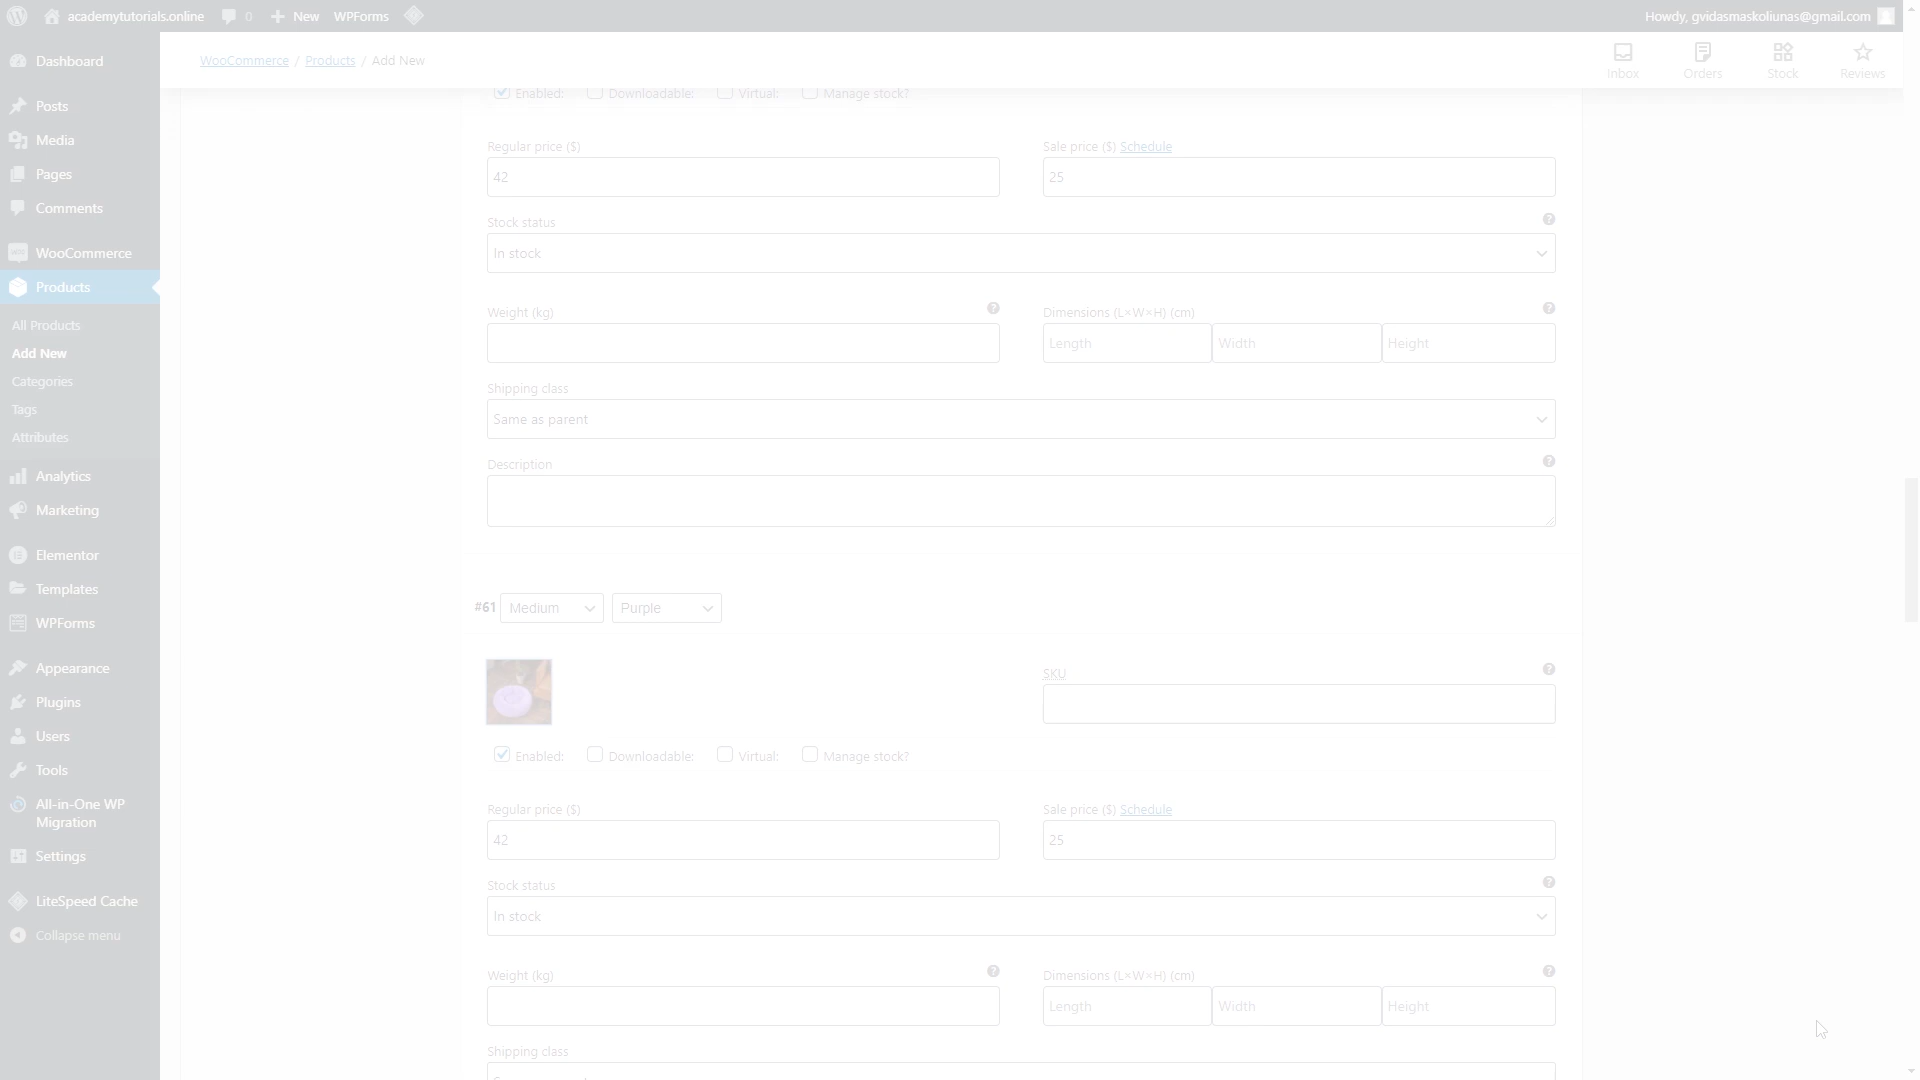 academytutorials.online
0
New
WPForms
Howdy, gvidasmaskoliunas@gmail.com
Dashboard
Posts
Media
Pages
Comments
WooCommerce
Products
All Products
Add New
Categories
Tags
Attributes
Analytics
Marketing
Elementor
Templates
WPForms
Appearance
Plugins
Users
Tools
All-in-One WP
Migration
Settings
LiteSpeed Cache
Collapse menu
WooCommerce / Products / Add New
Inbox
Orders
Stock
Reviews
Enabled: Downloadable: Virtual: Manage stock?
Regular price ($)
42
Sale price ($) Schedule
25
Stock status
In stock
Weight (kg)
Dimensions (L×W×H) (cm)
Length
Width
Height
Shipping class
Same as parent
Description
#61 Medium Purple
SKU
Enabled: Downloadable: Virtual: Manage stock?
Regular price ($)
42
Sale price ($) Schedule
25
Stock status
In stock
Weight (kg)
Dimensions (L×W×H) (cm)
Length
Width
Height
Shipping class